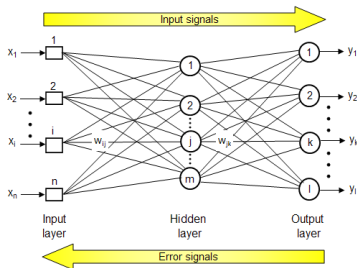 Input signals
x1
1
1
1
y1
x2
2
2
2
y2
xi
i
wij
j
wjk
k
yk
xn
n
m
l
yl
Input layer
Hidden layer
Output layer
Error signals